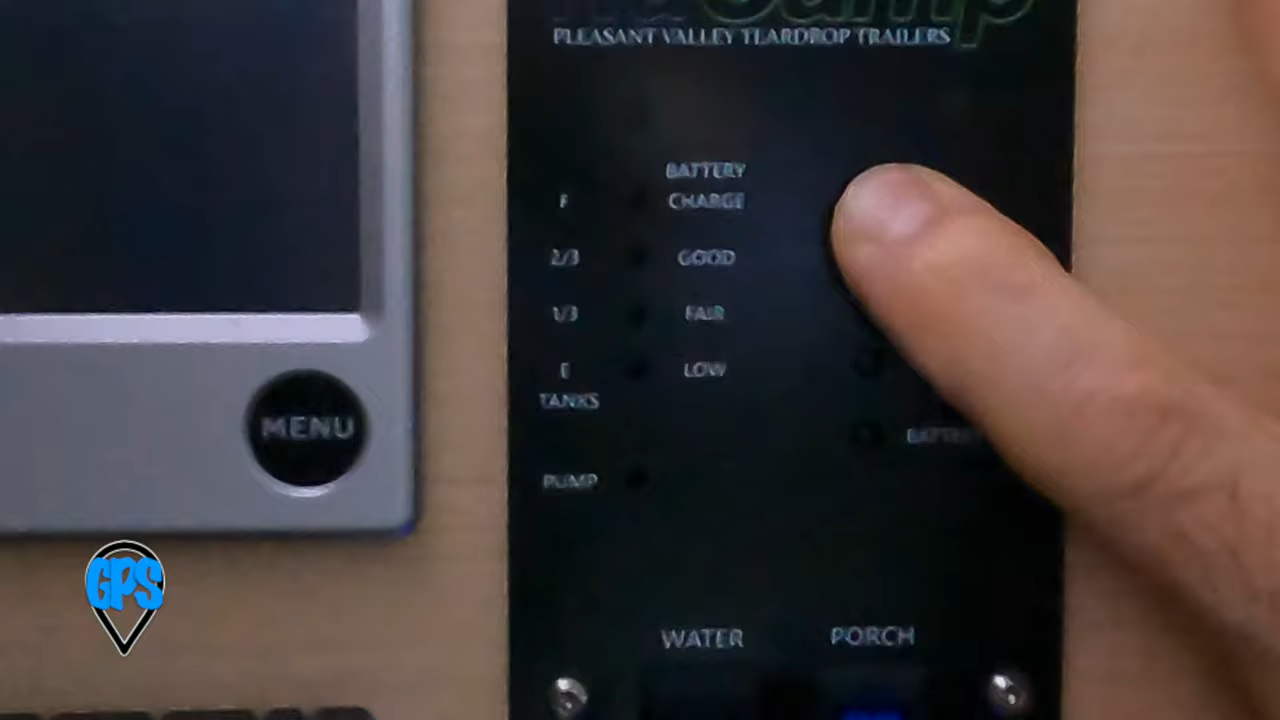 PLEASANT VALLEY TEARDROP TRAILERS
BATTERY
F CHARGE
2/3 GOOD
1/3 FAIR
E LOW
TANKS
MENU
PUMP
GPS
WATER PORCH